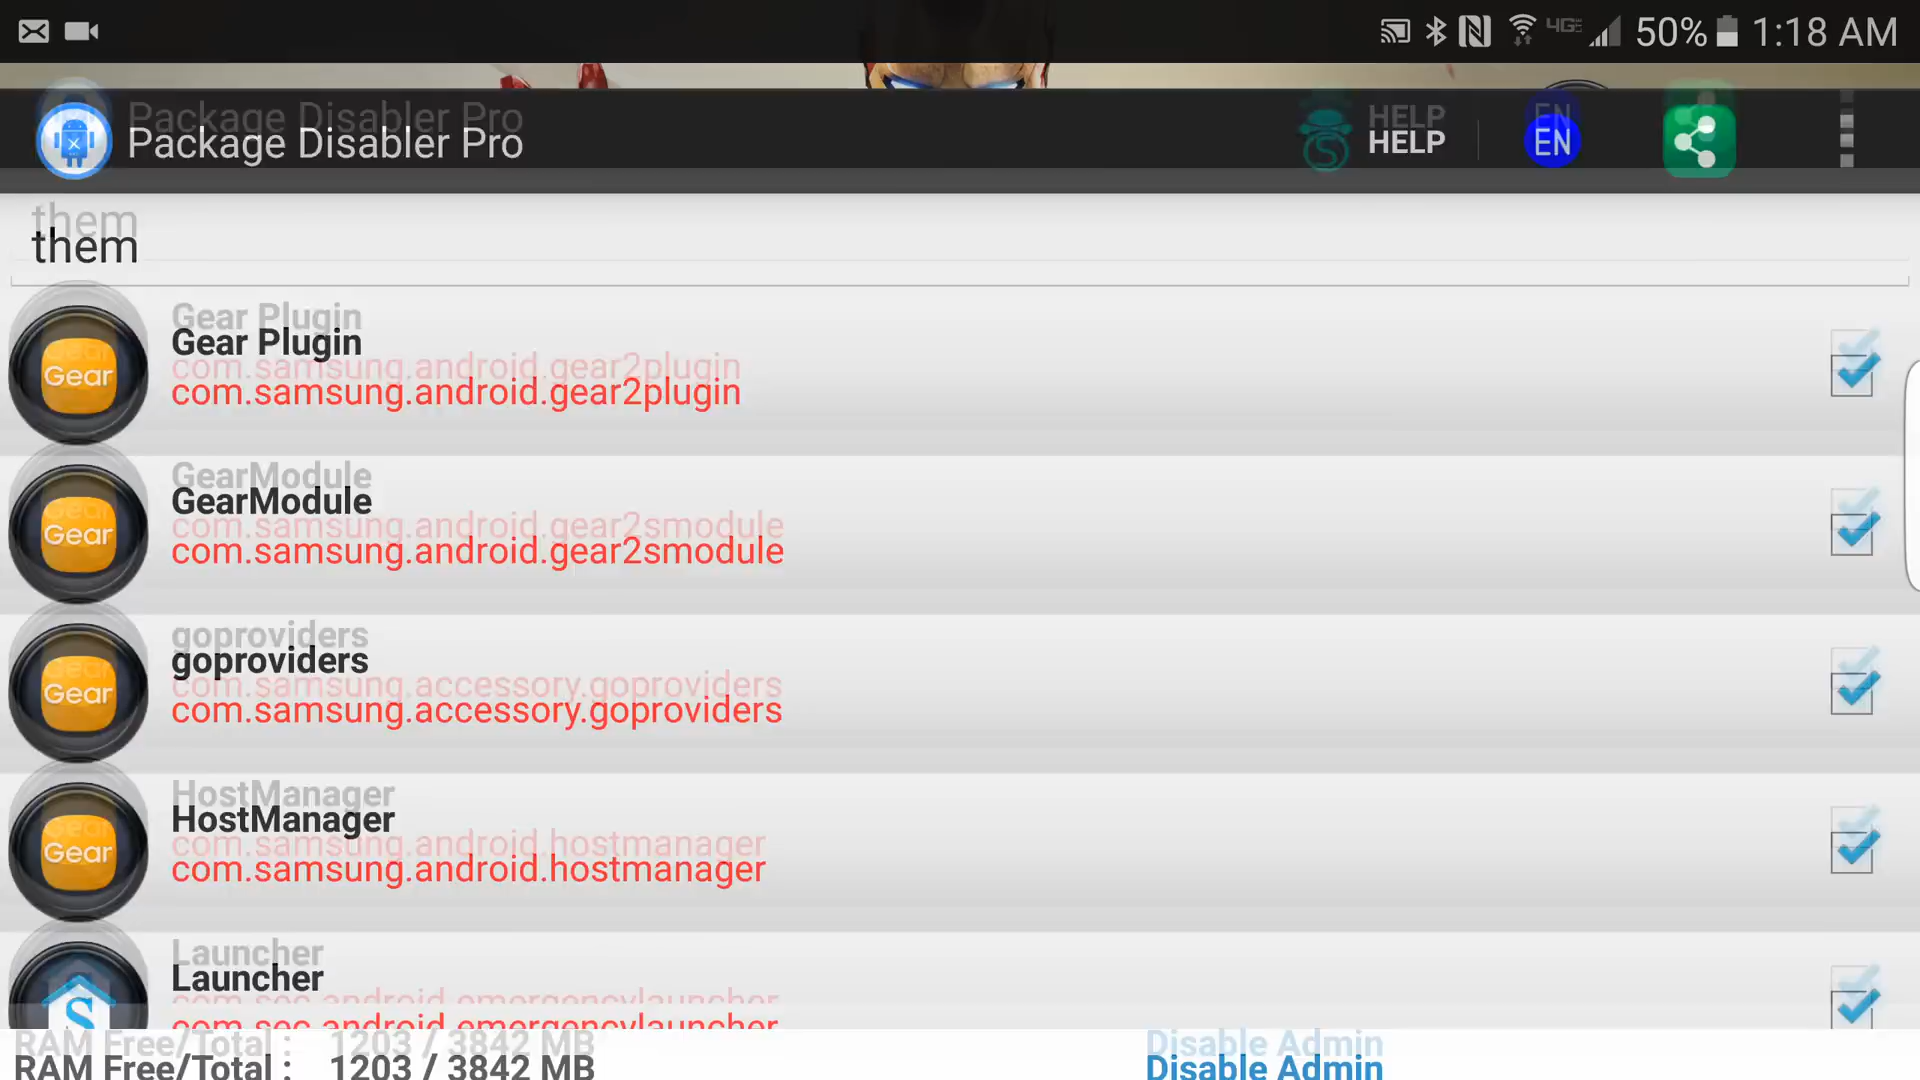 50% 1:18 AM
Package Disabler Pro HELP EN
them
Gear Plugin
Gear com.samsung.android.gear2plugin
GearModule
Gear com.samsung.android.gear2smodule
goproviders
Gear com.samsung.accessory.goproviders
HostManager
Gear com.samsung.android.hostmanager
Launcher
S com.sec.android.emergencylauncher
RAM Free/Total : 1203 / 3842 MB Disable Admin